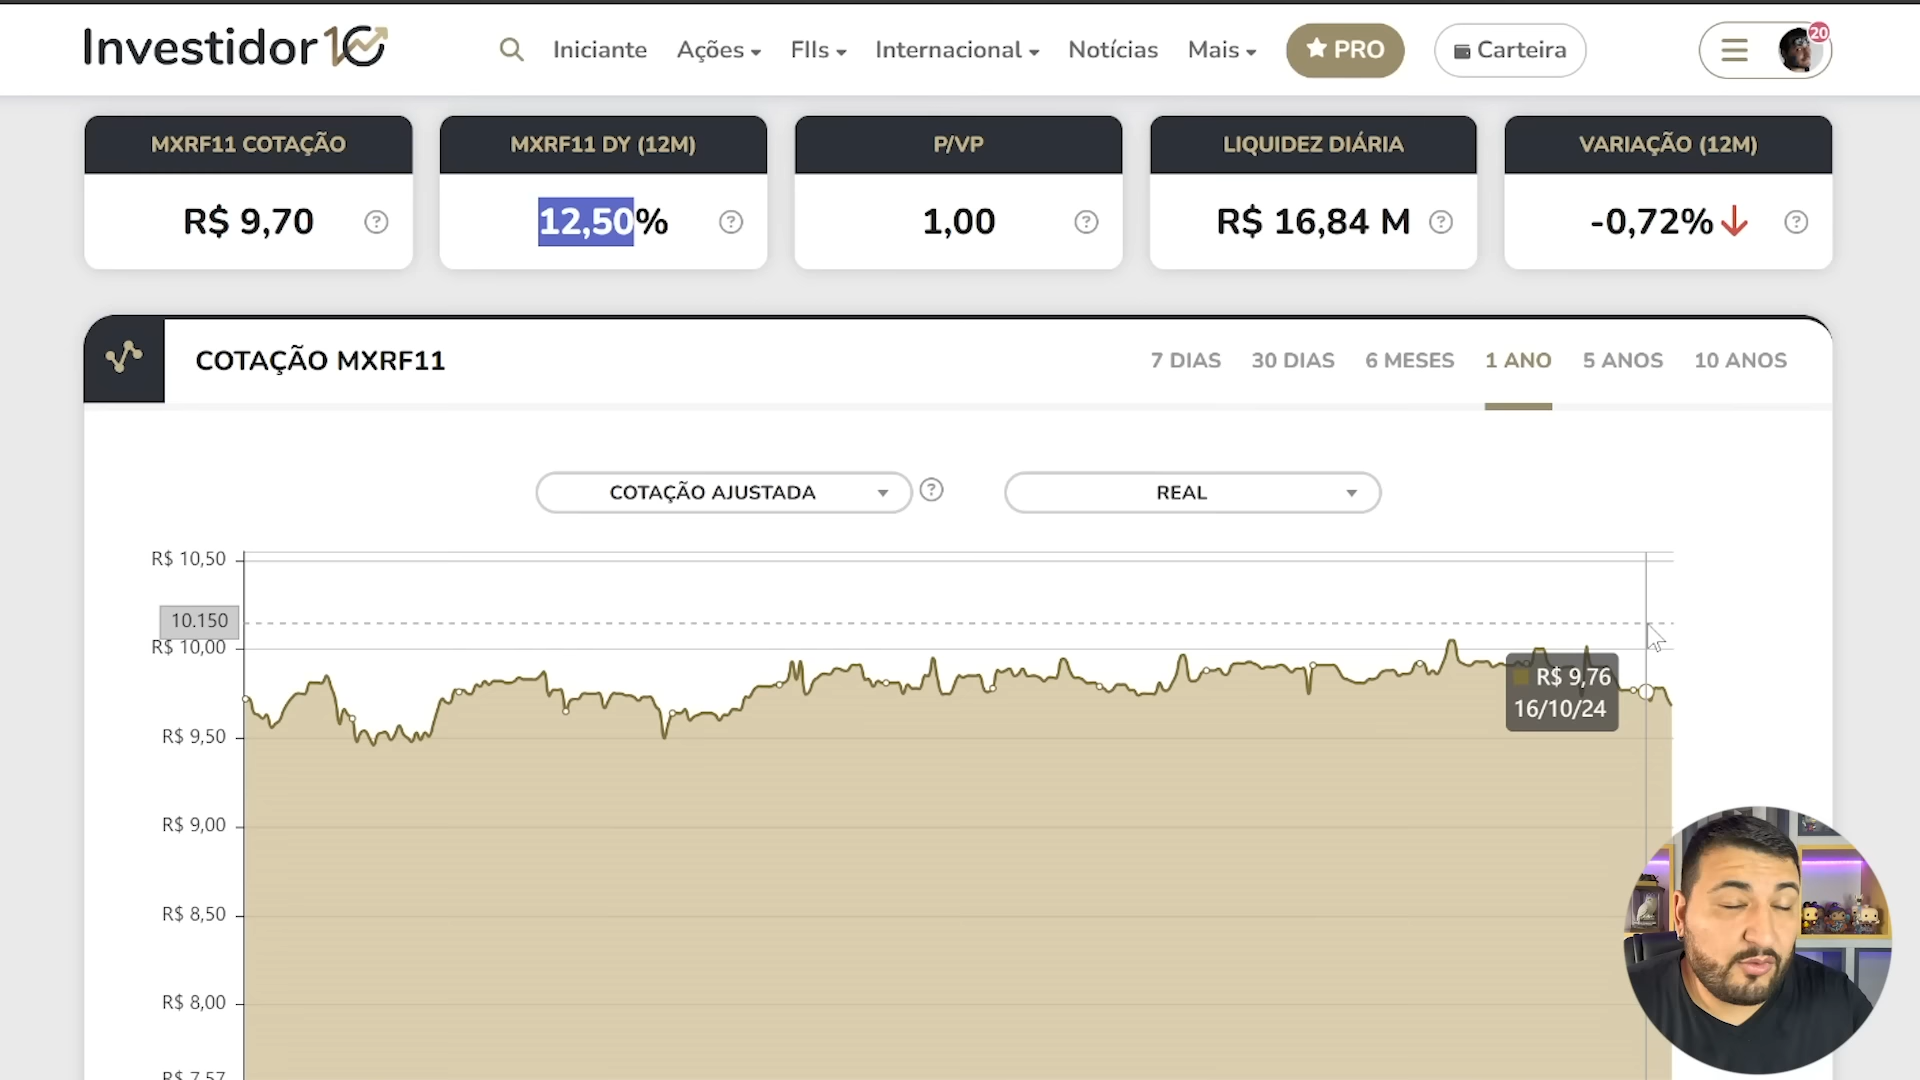 Investidor10
Iniciante
Ações
FIIs
Internacional
Notícias
Mais
PRO
Carteira
20
MXRF11 COTAÇÃO
R$ 9,70
MXRF11 DY (12M)
12,50%
P/VP
1,00
LIQUIDEZ DIÁRIA
R$ 16,84 M
VARIAÇÃO (12M)
-0,72%
COTAÇÃO MXRF11
7 DIAS
30 DIAS
6 MESES
1 ANO
5 ANOS
10 ANOS
COTAÇÃO AJUSTADA
REAL
R$ 10,50
10.150
R$ 10,00
R$ 9,76
16/10/24
R$ 9,50
R$ 9,00
R$ 8,50
R$ 8,00
R$ 7,57